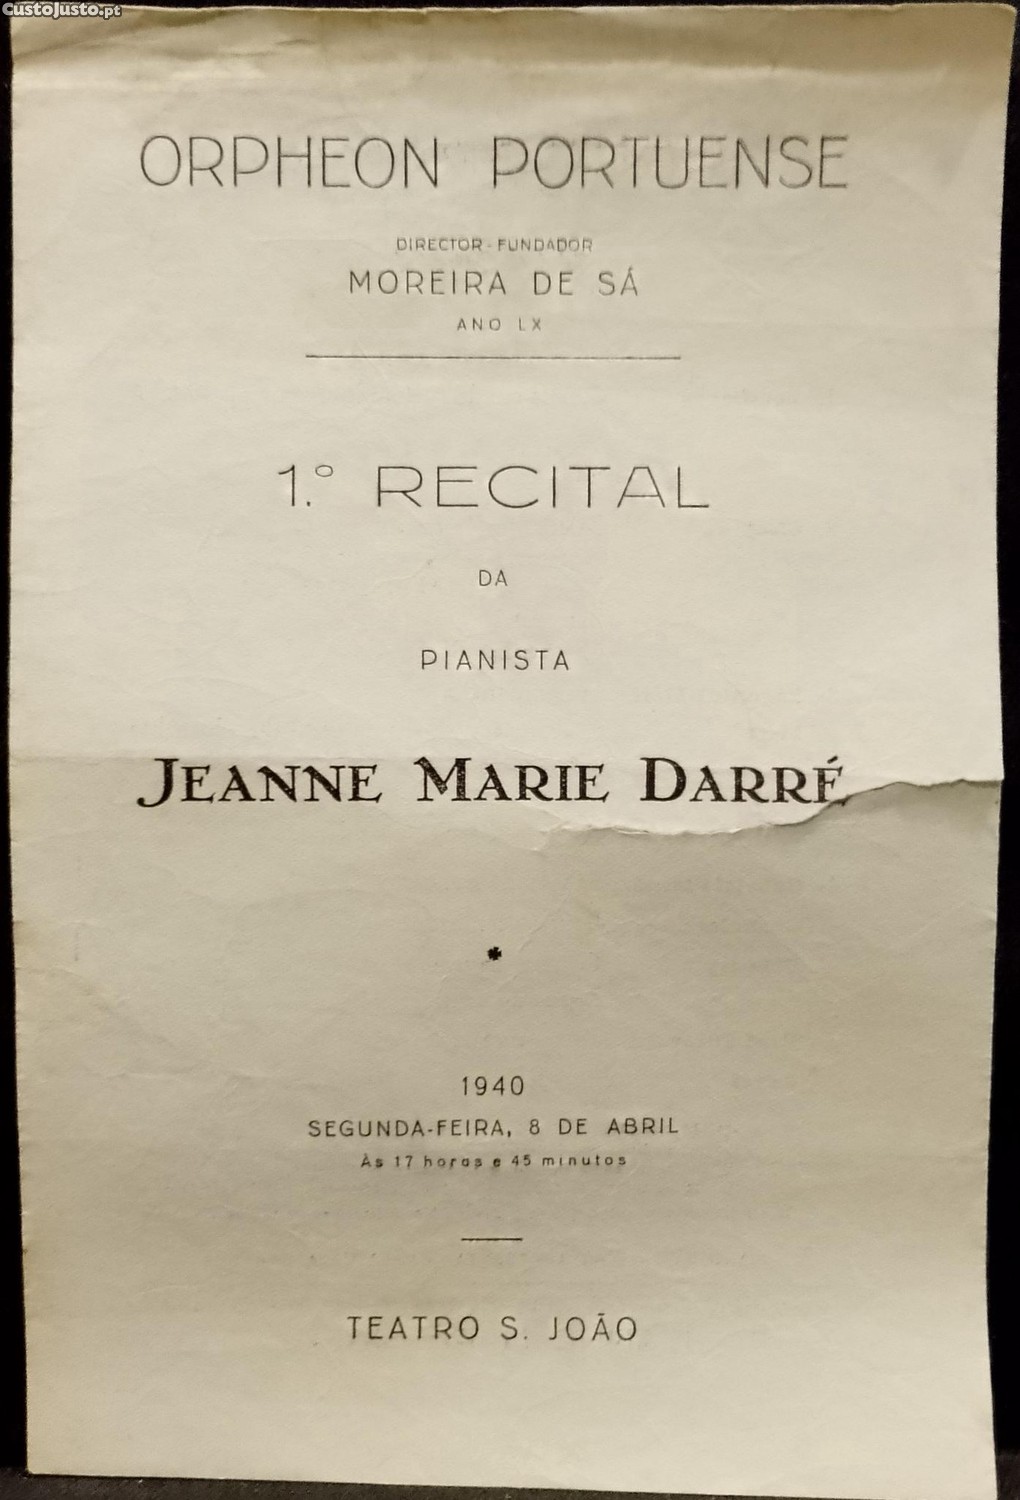 CustoJusto.pt
ORPHEON PORTUENSE
DIRECTOR-FUNDADOR
MOREIRA DE SÁ
ANO LX
1.º RECITAL
DA
PIANISTA
JEANNE MARIE DARRÉ
1940
SEGUNDA-FEIRA, 8 DE ABRIL
Às 17 horas e 45 minutos
TEATRO S. JOÃO